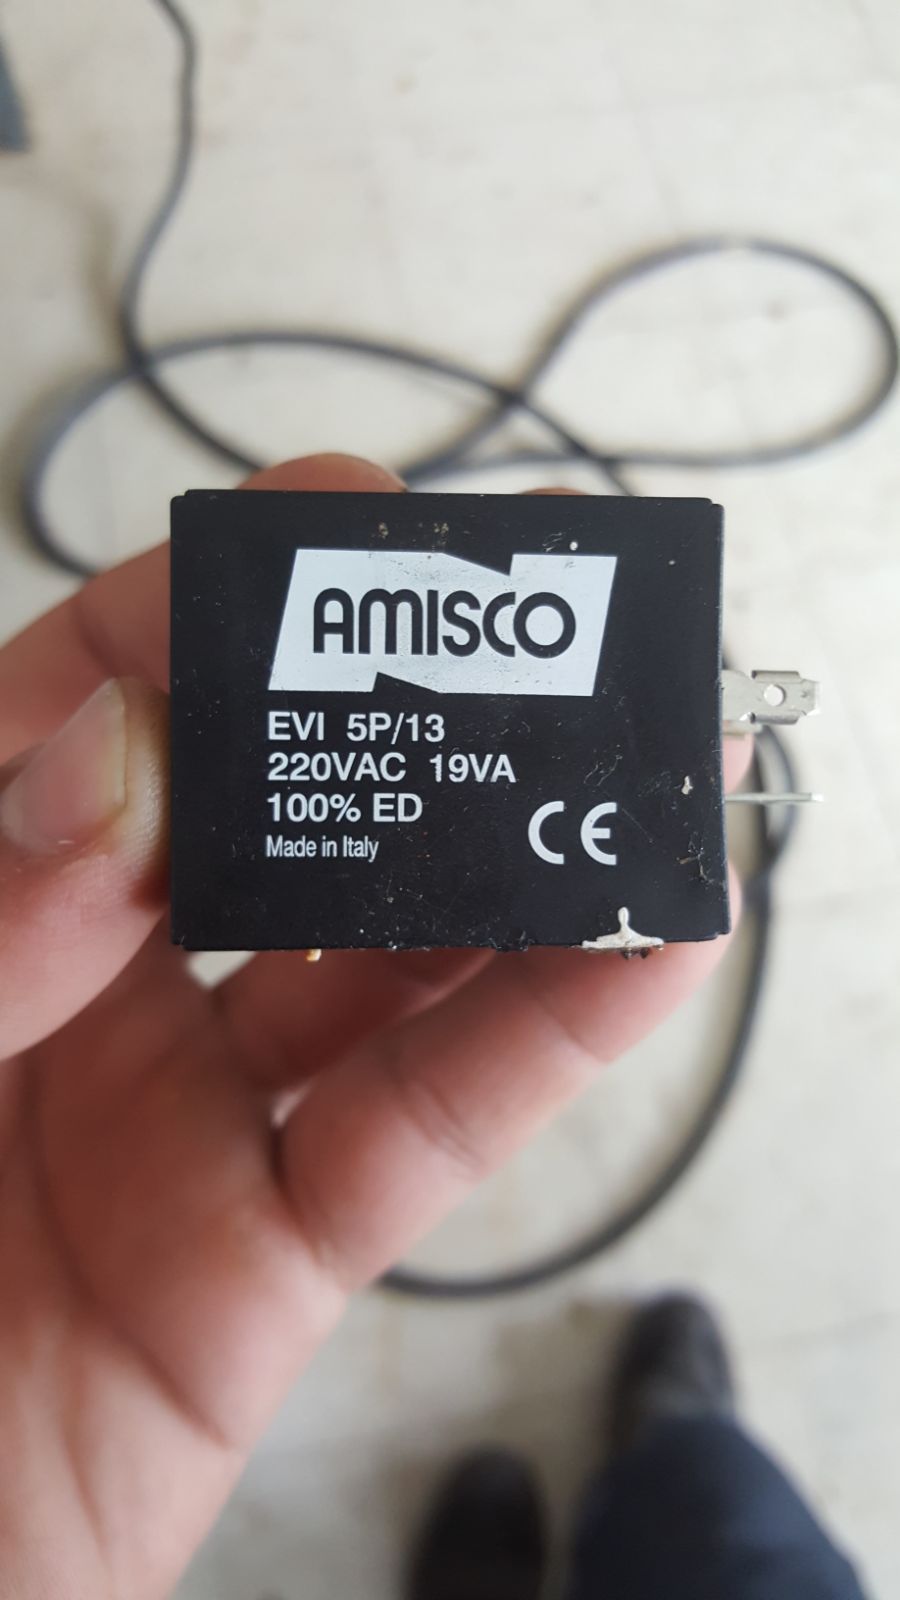 AMISCO
EVI 5P/13
220VAC 19VA
100% ED
Made in Italy
CE